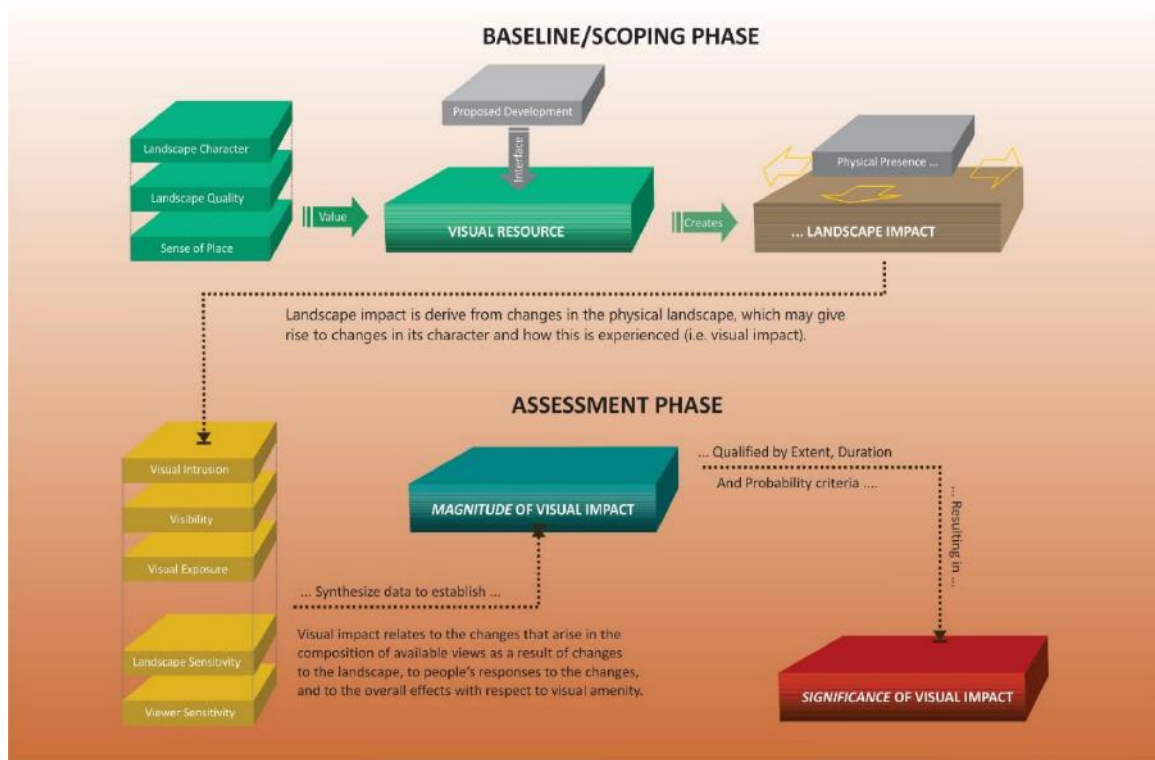 BASELINE/SCOPING PHASE
Proposed Development
Interface
Landscape Character
Landscape Quality
Sense of Place
Value
VISUAL RESOURCE
Creates
Physical Presence ...
... LANDSCAPE IMPACT
Landscape impact is derive from changes in the physical landscape, which may give
rise to changes in its character and how this is experienced (i.e. visual impact).
ASSESSMENT PHASE
Visual Intrusion
Visibility
Visual Exposure
Landscape Sensitivity
Viewer Sensitivity
... Synthesize data to establish ...
Visual impact relates to the changes that arise in the
composition of available views as a result of changes
to the landscape, to people's responses to the changes,
and to the overall effects with respect to visual amenity.
MAGNITUDE OF VISUAL IMPACT
... Qualified by Extent, Duration
And Probability criteria ....
... Resulting in ...
SIGNIFICANCE OF VISUAL IMPACT